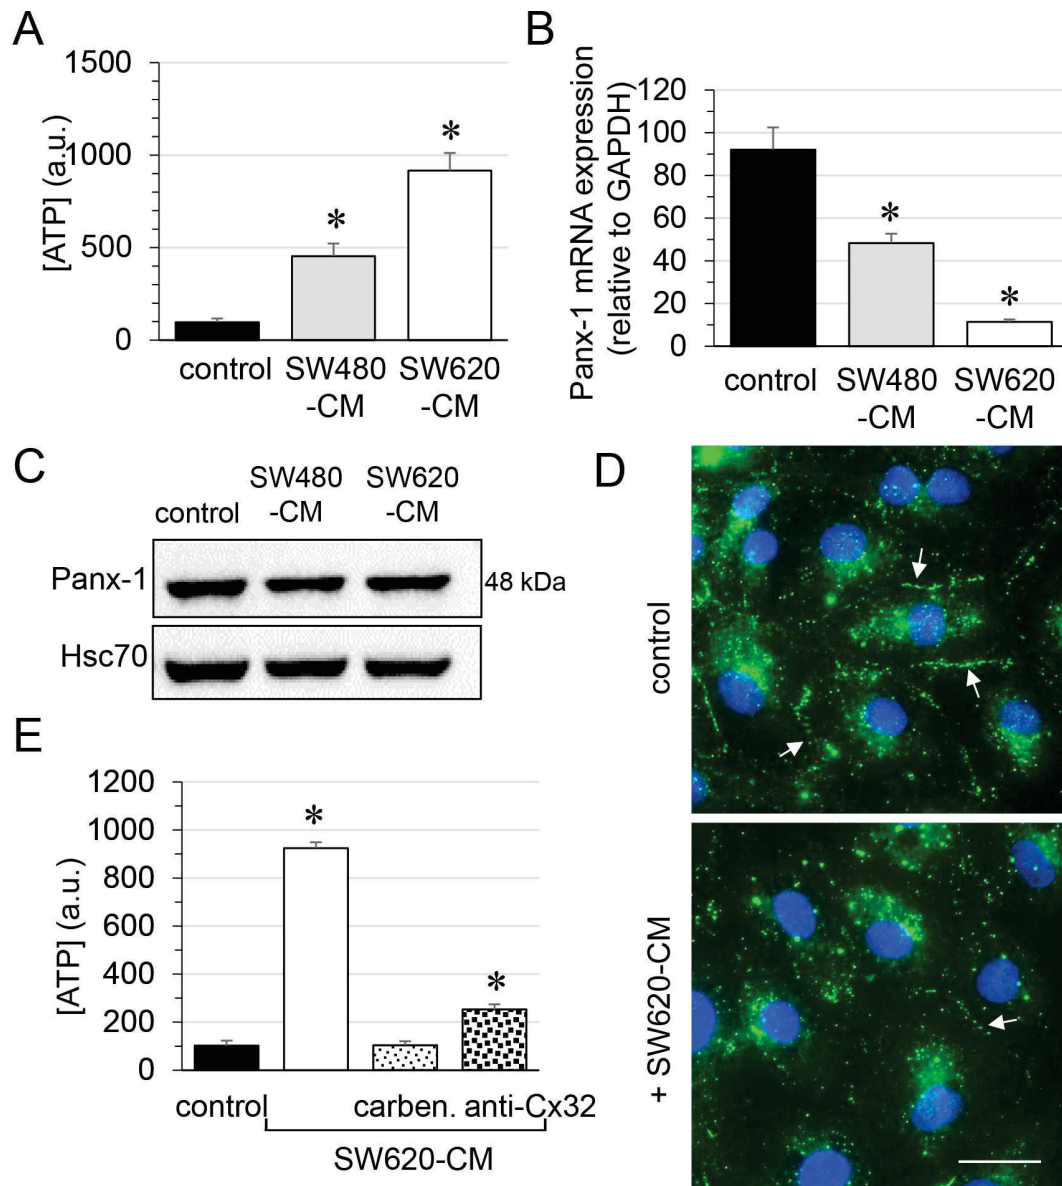 A
[ATP] (a.u.)
1500
1000
500
0
*
*
control
SW480
-CM
SW620
-CM
B
Panx-1 mRNA expression
(relative to GAPDH)
120
100
80
60
40
20
0
*
*
control
SW480
-CM
SW620
-CM
C
control
SW480
-CM
SW620
-CM
Panx-1
48 kDa
Hsc70
D
control
+ SW620-CM
E
[ATP] (a.u.)
1200
1000
800
600
400
200
0
*
*
control
carben. anti-Cx32
SW620-CM